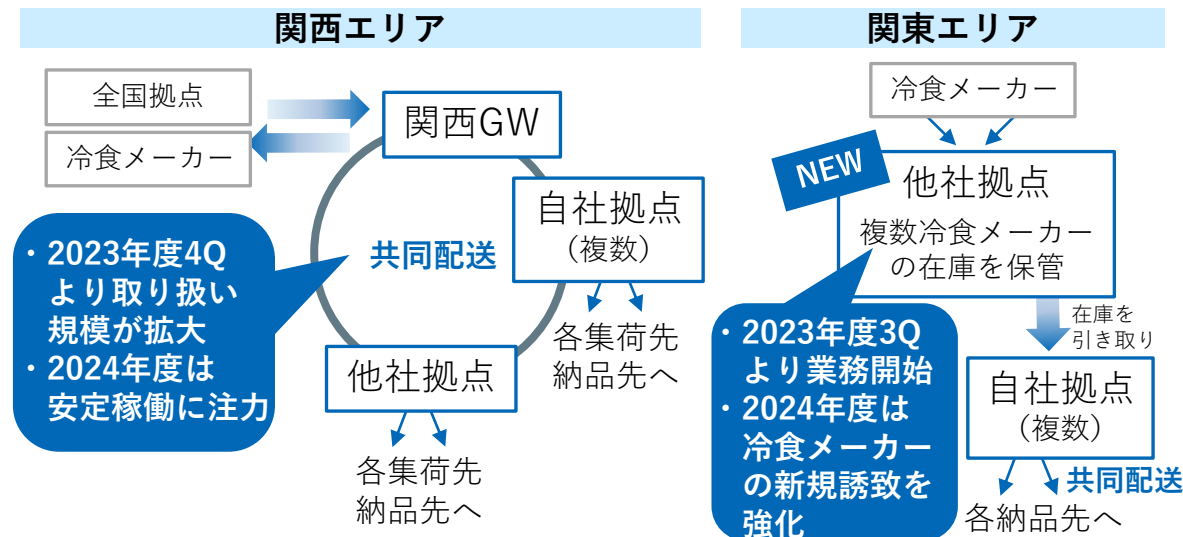 関西エリア
全国拠点
冷食メーカー
関西GW
自社拠点
(複数)
共同配送
・2023年度4Q
より取り扱い
規模が拡大
・2024年度は
安定稼働に注力
各集荷先
納品先へ
他社拠点
各集荷先
納品先へ
関東エリア
冷食メーカー
NEW
他社拠点
複数冷食メーカー
の在庫を保管
在庫を
引き取り
・2023年度3Q
より業務開始
・2024年度は
冷食メーカー
の新規誘致を
強化
自社拠点
(複数)
共同配送
各納品先へ